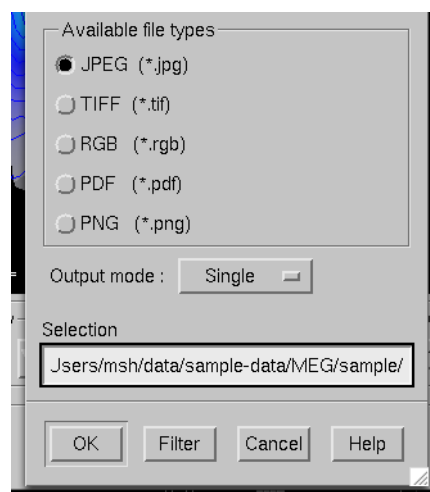 Available file types
JPEG (*.jpg)
TIFF (*.tif)
RGB (*.rgb)
PDF (*.pdf)
PNG (*.png)
Output mode : Single
Selection
Jsers/msh/data/sample-data/MEG/sample/
OK Filter Cancel Help